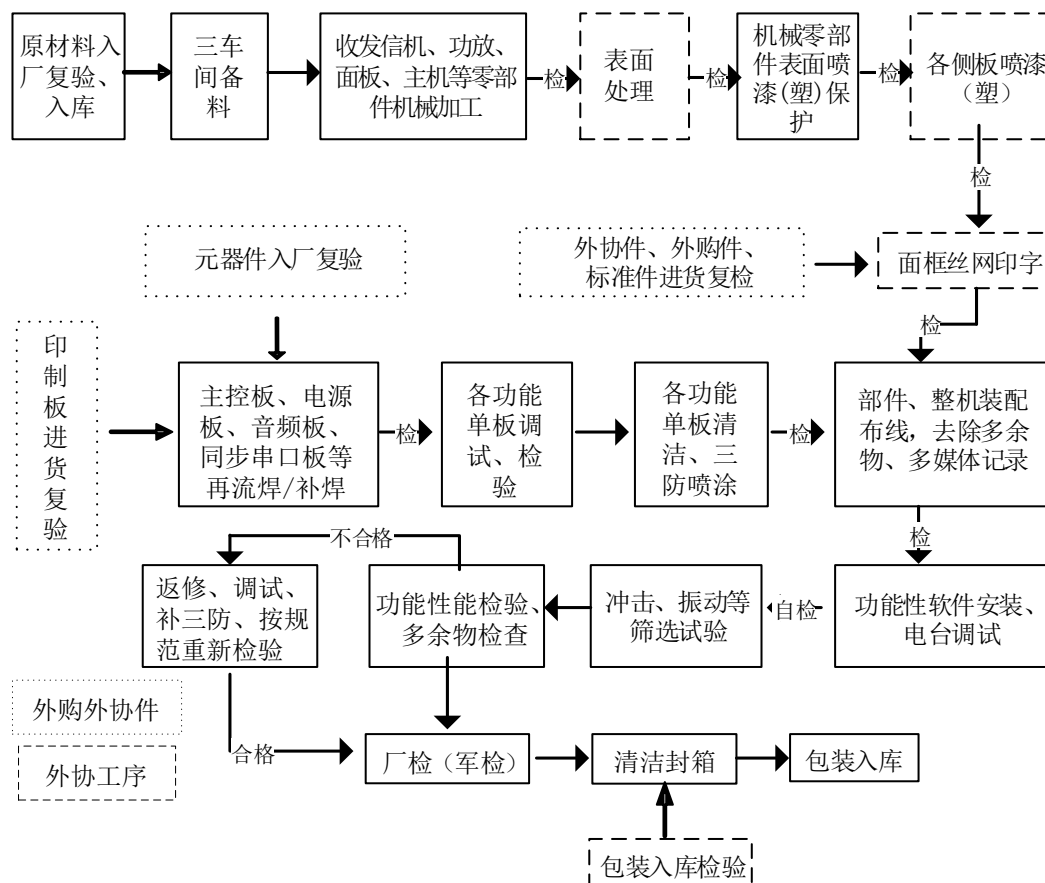 原材料入
厂复验
、入库
三车
间备
料
收发信机、功放、
面板、主机等零部
件机械加工
检
表面
处理
检
机械零部
件表面喷
漆(塑)保
护
检
各侧板喷漆
（塑）
检
元器件入厂复验
外协件、外购件、
标准件进货复检
面框丝网印字
检
印
制
板
进
货
复
验
主控板、电源
板、音频板、
同步串口板等
再流焊/补焊
检
各功能
单板调
试、检
验
各功能
单板清
洁、三
防喷涂
检
部件、整机装配
布线，去除多余
物、多媒体记录
检
不合格
返修、调试、
补三防、按规
范重新检验
功能性能检验、
多余物检查
冲击、振动等
筛选试验
自检
功能性软件安装、
电台调试
外购外协件
外协工序
合格
厂检（军检）
清洁封箱
包装入库
包装入库检验